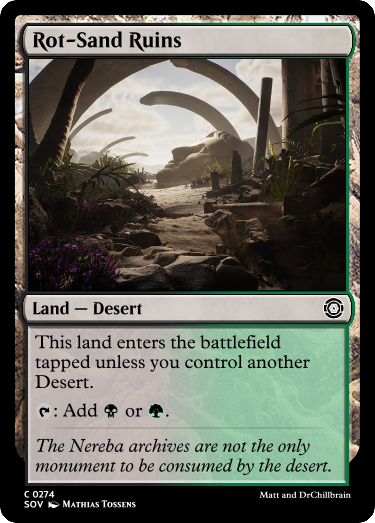 Rot-Sand Ruins
Land — Desert
This land enters the battlefield
tapped unless you control another
Desert.
: Add or .
The Nereba archives are not the only
monument to be consumed by the desert.
C 0274
SOV Mathias Tossens
Matt and DrChillbrain